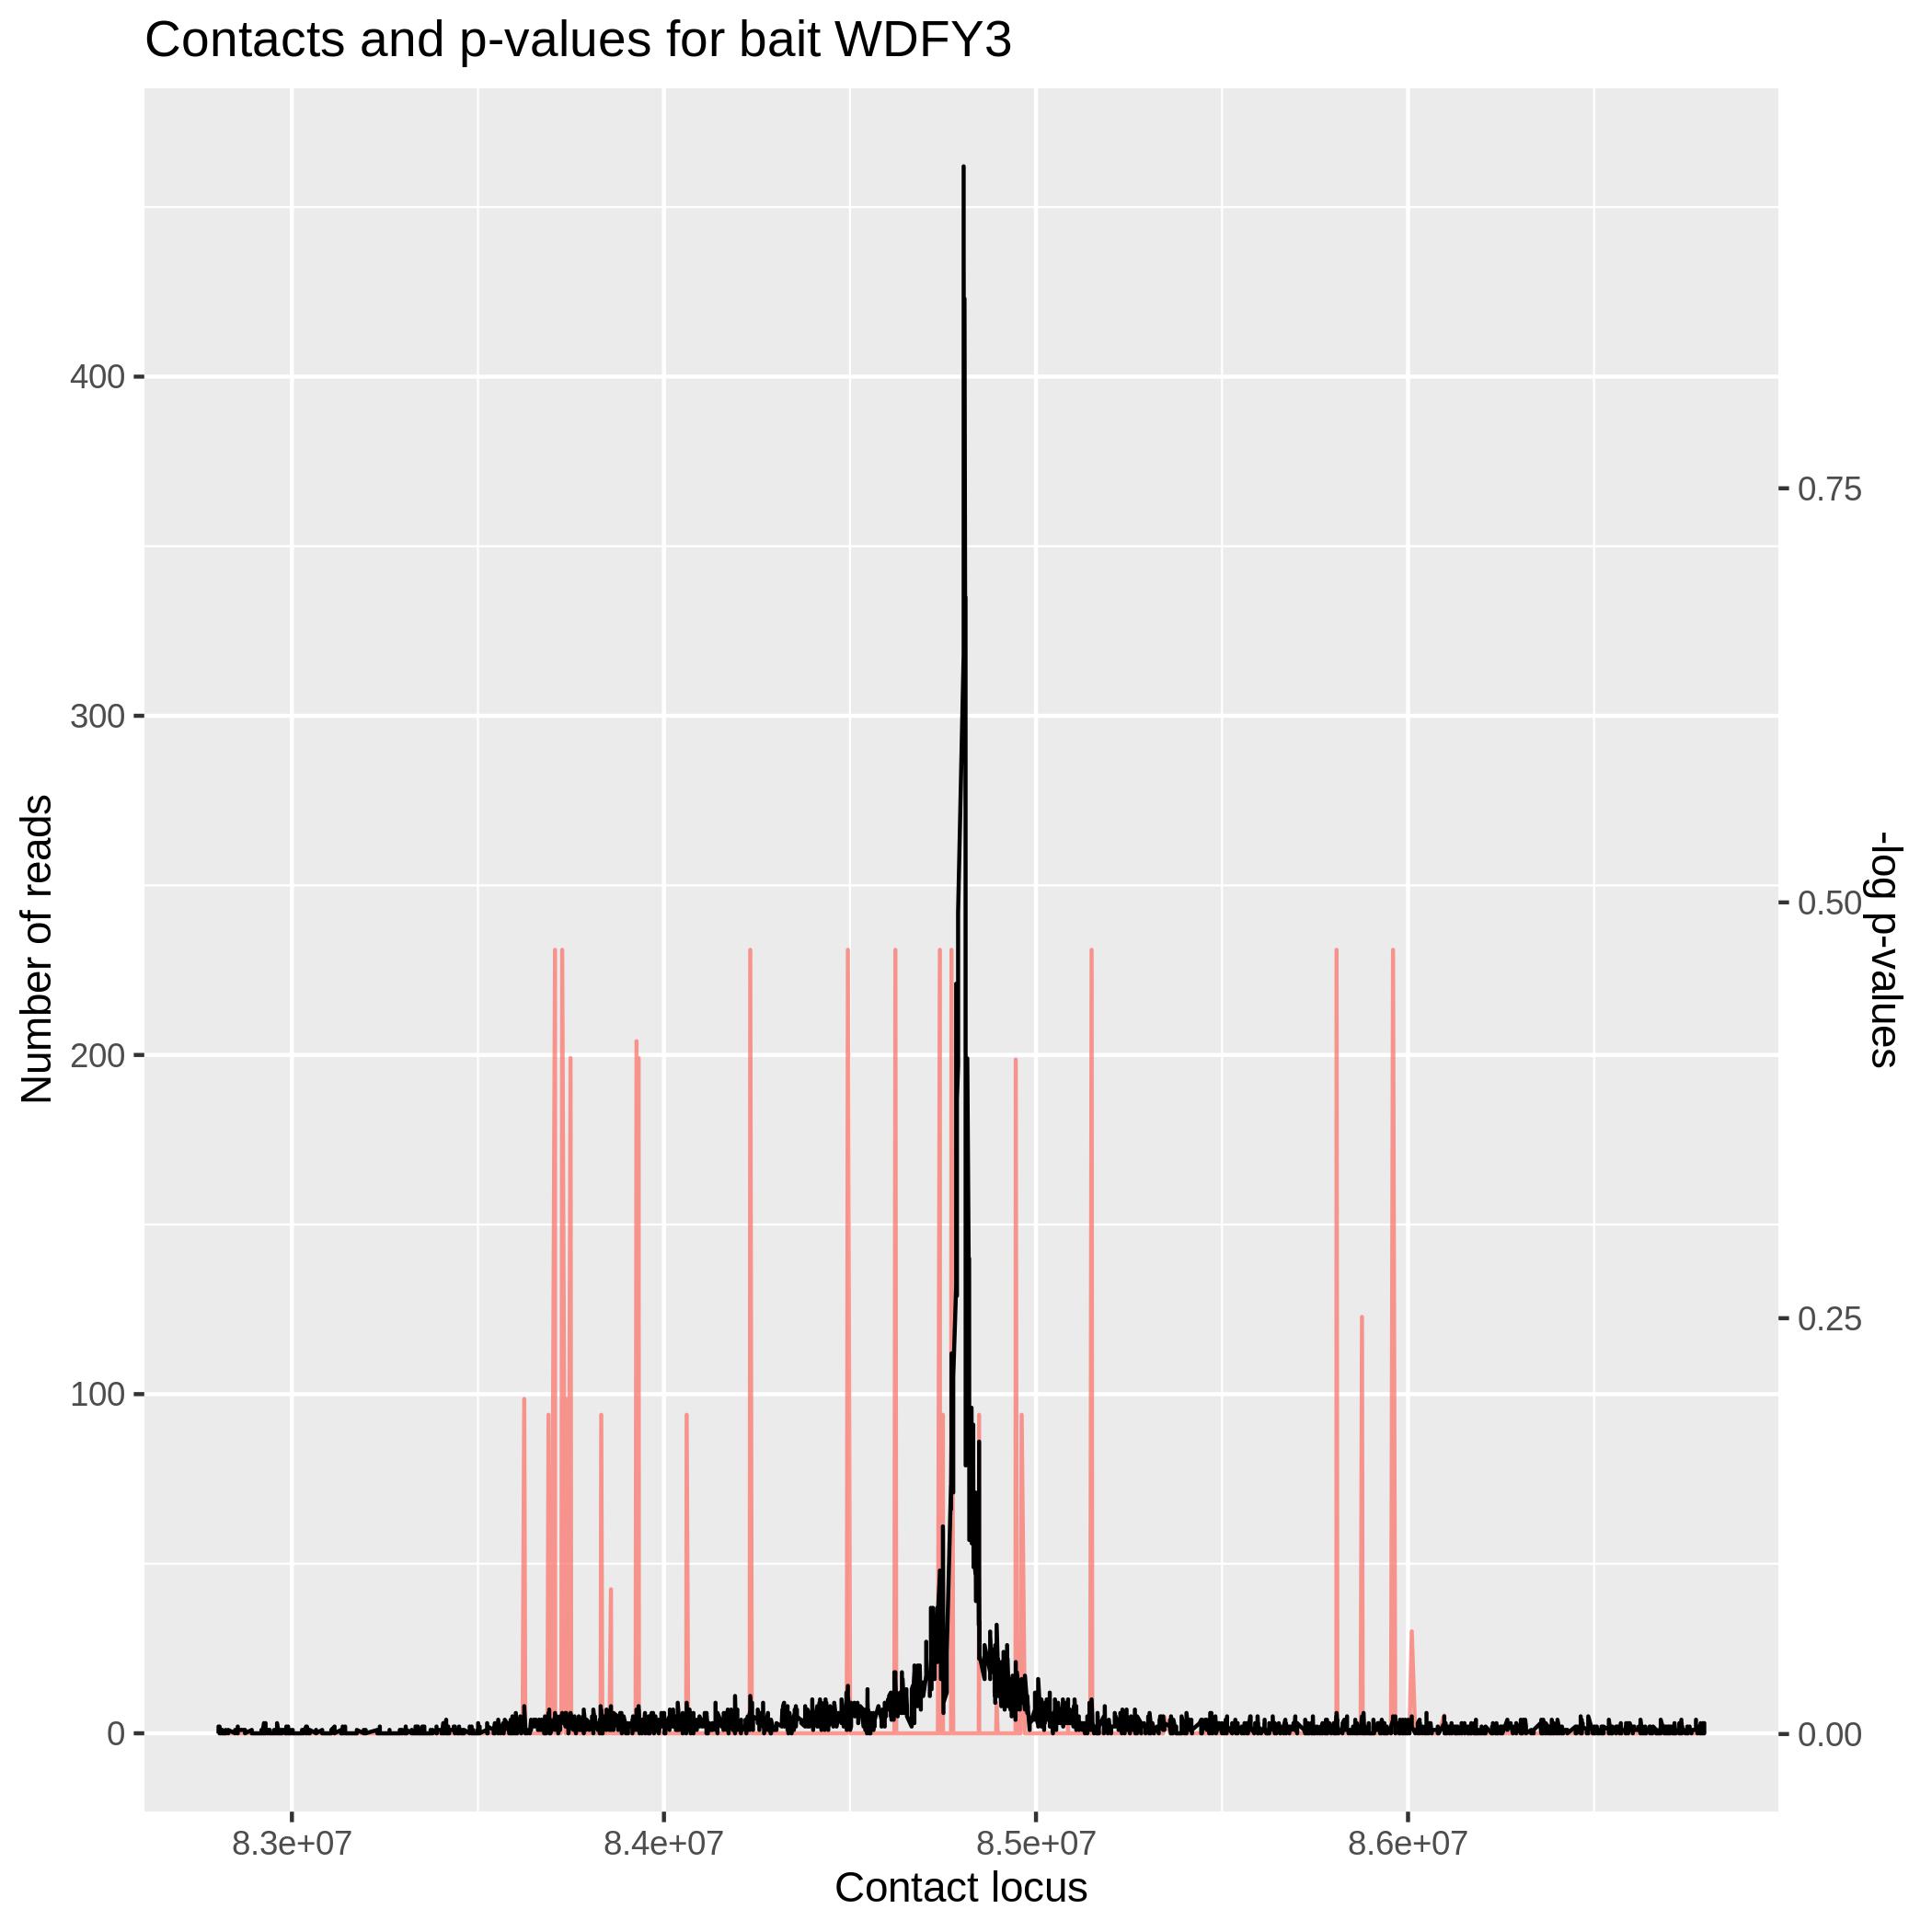 Contacts and p-values for bait WDFY3
Number of reads
400
300
200
100
0
0.75
0.50
0.25
0.00
-log p-values
8.3e+07
8.4e+07
8.5e+07
8.6e+07
Contact locus